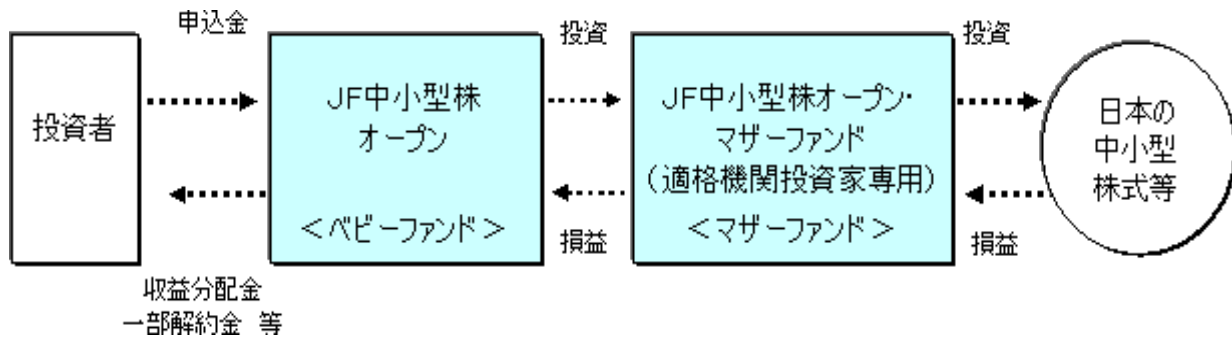 申込金
投資
投資
投資者
JF中小型株
オープン
<ベビーファンド>
JF中小型株オープン・
マザーファンド
(適格機関投資家専用)
<マザーファンド>
日本の
中小型
株式等
損益
損益
収益分配金
一部解約金 等